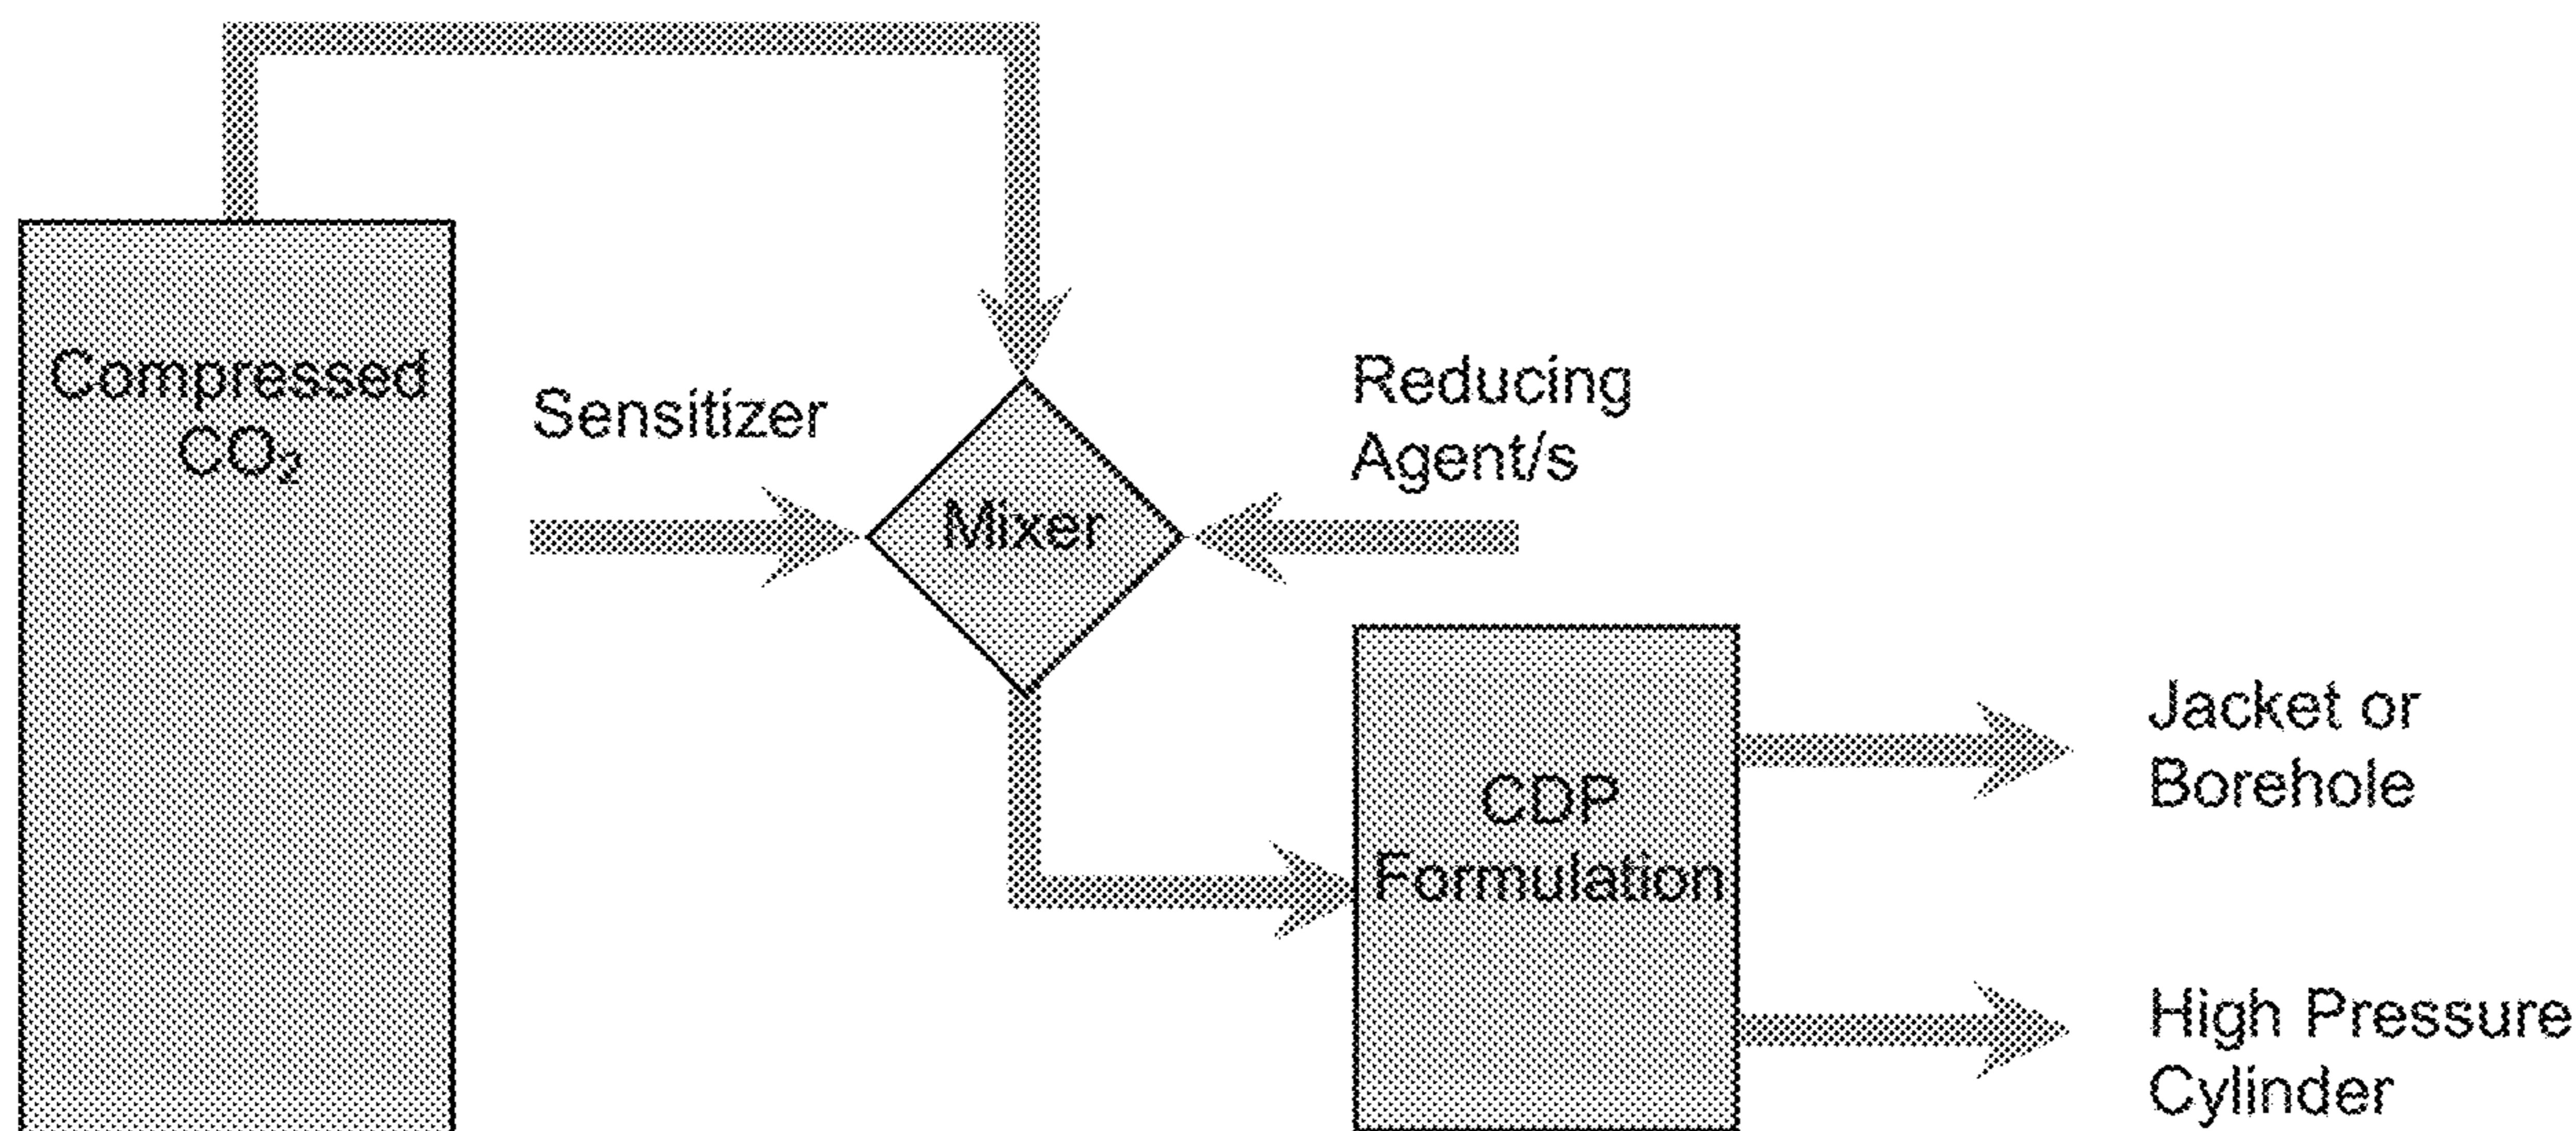 Compressed
CO₂
Sensitizer
Mixer
Reducing
Agent/s
CDP
Formulation
Jacket or
Borehole
High Pressure
Cylinder